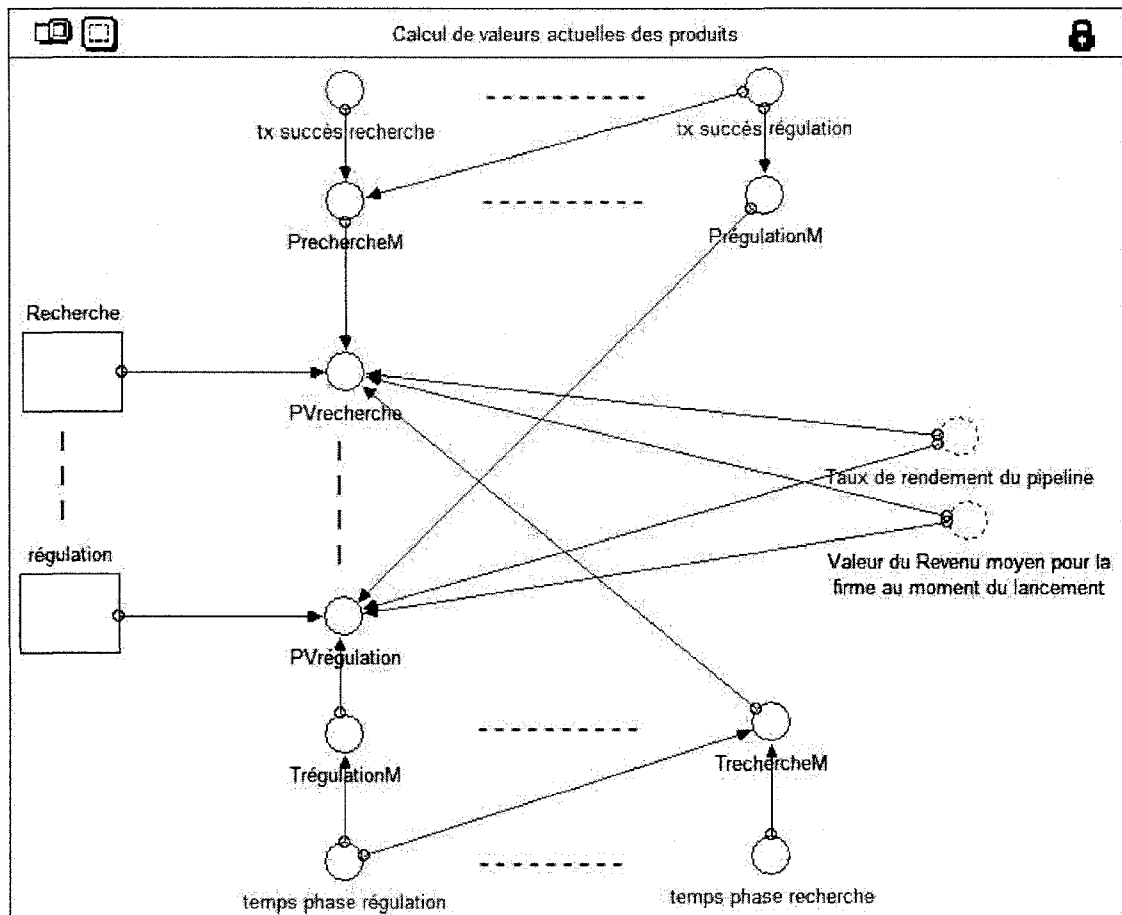 Calcul de valeurs actuelles des produits
tx succès recherche
tx succès régulation
PrechercheM
PrégulationM
Recherche
PVrecherche
Taux de rendement du pipeline
régulation
Valeur du Revenu moyen pour la
firme au moment du lancement
PVrégulation
TrégulationM
TrechercheM
temps phase régulation
temps phase recherche